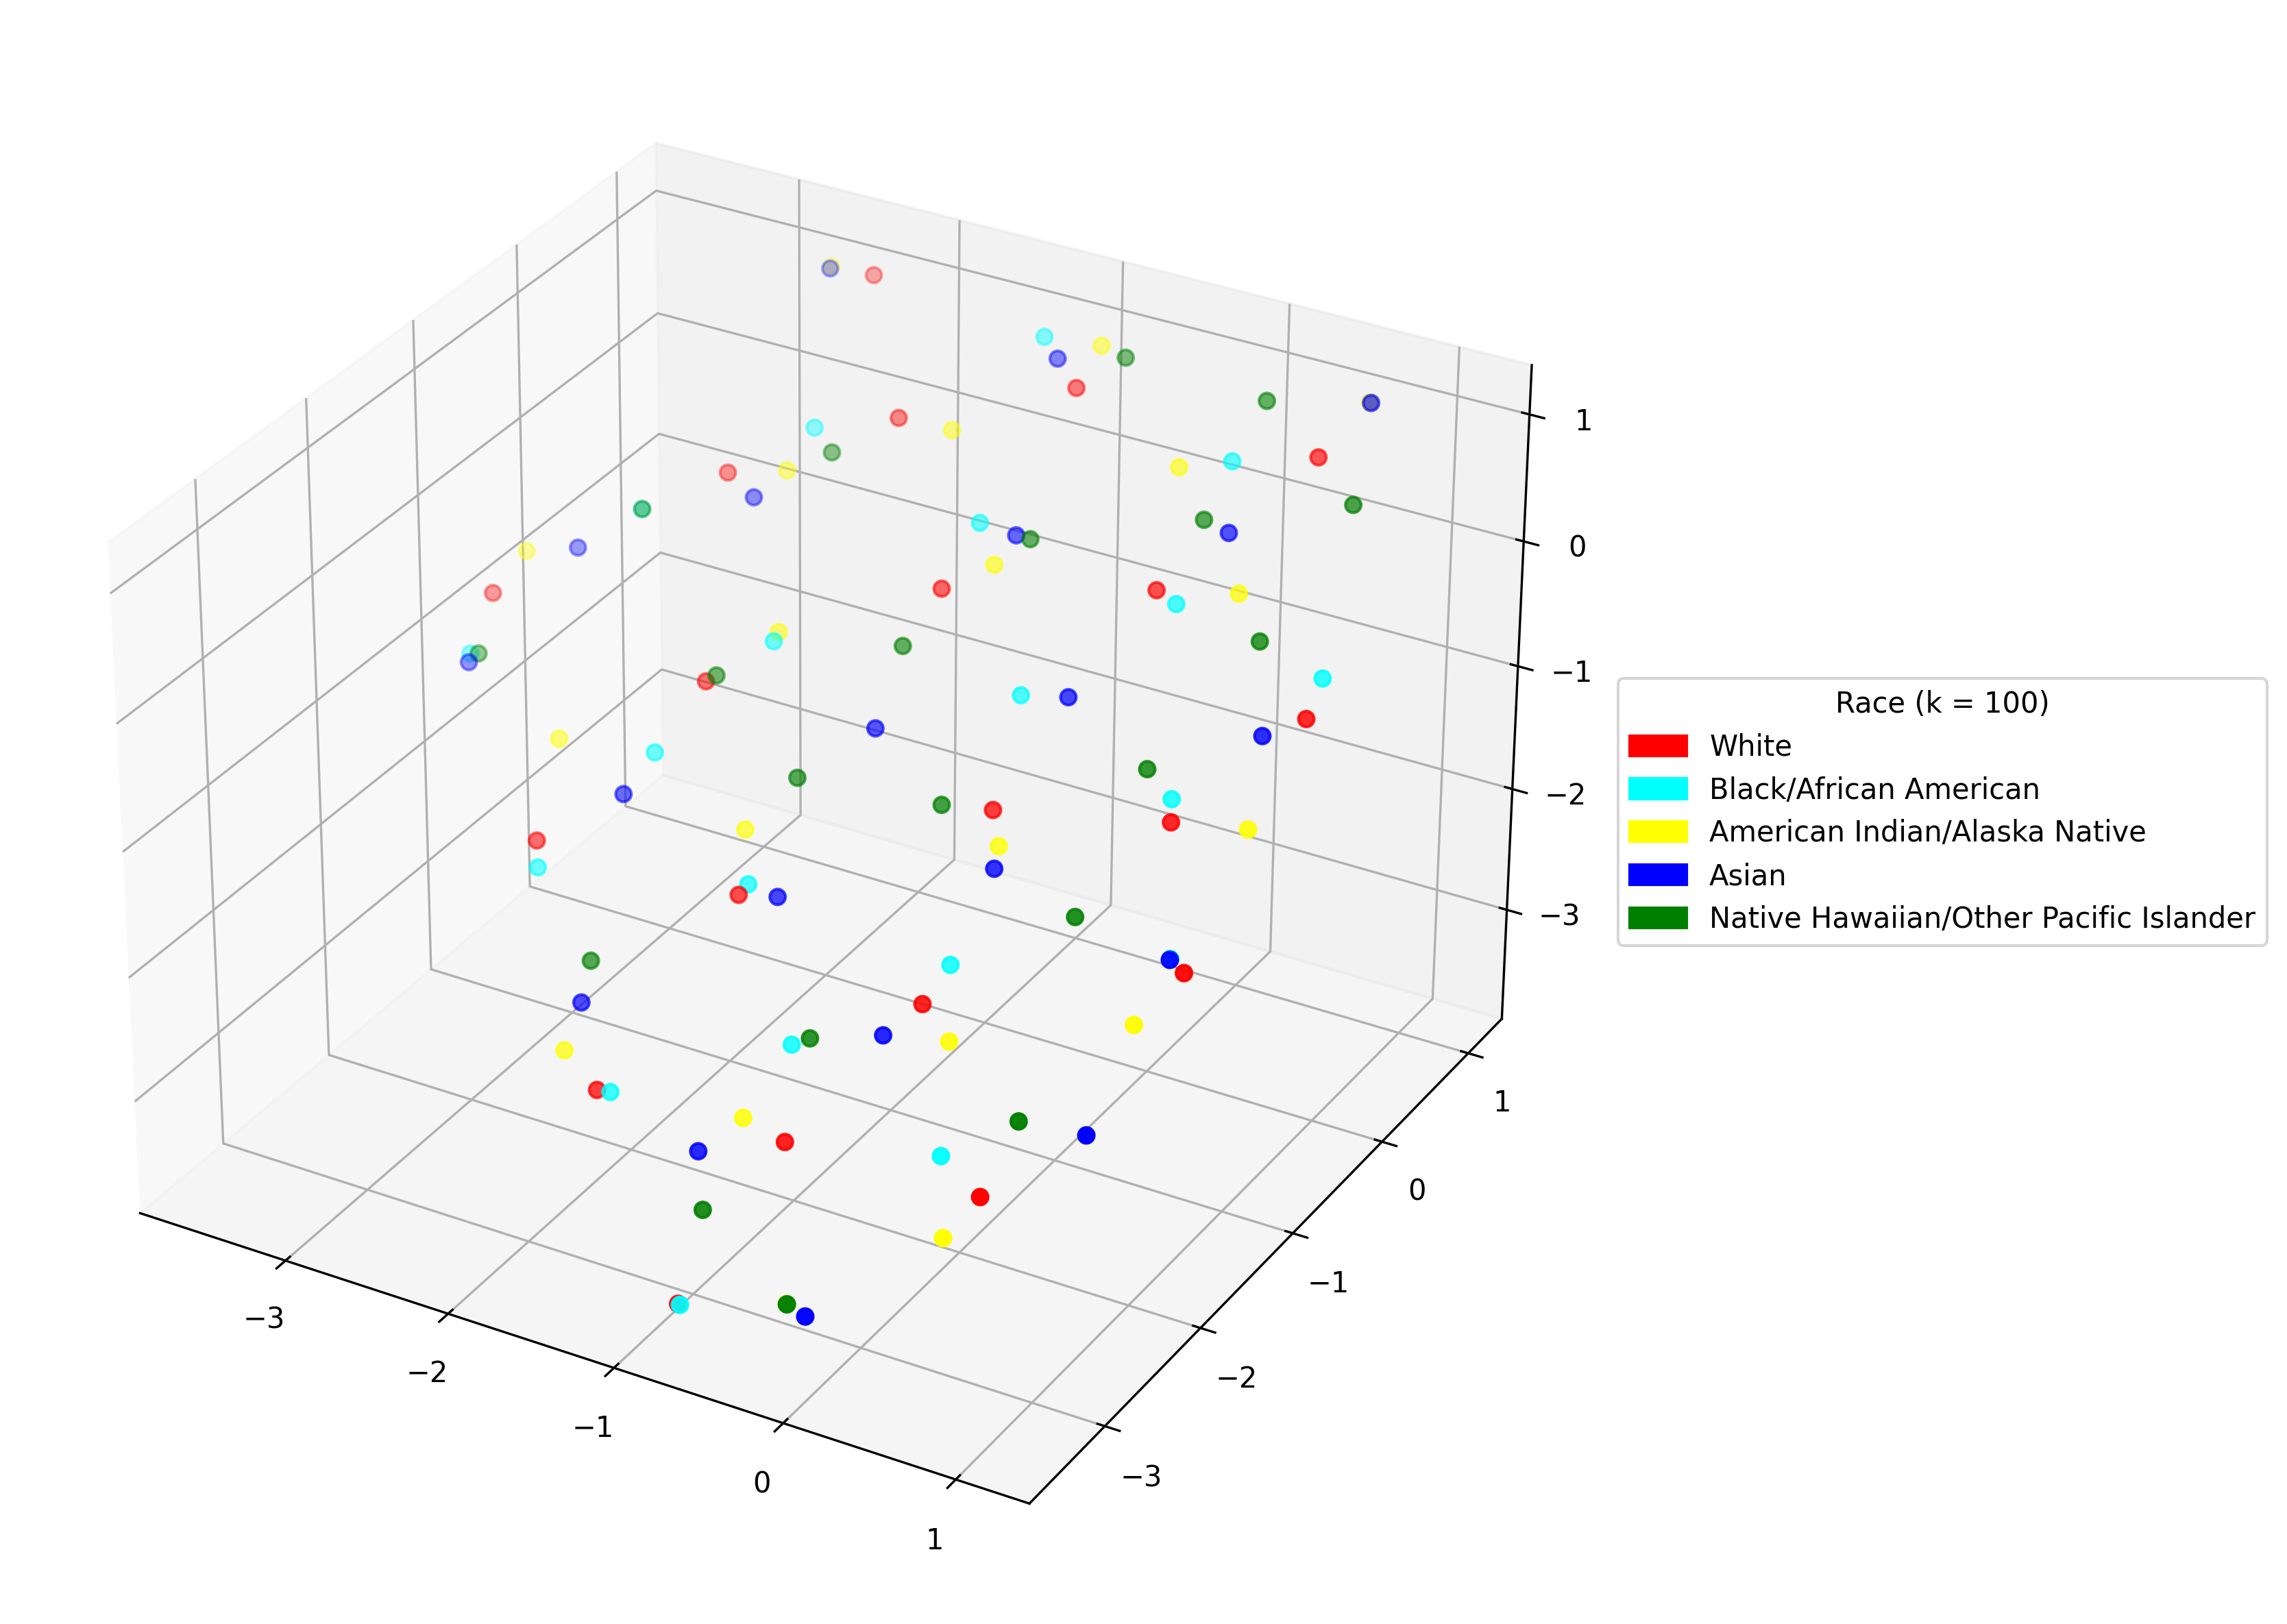 1
0
−1
−2
−3
Race (k = 100)
White
Black/African American
American Indian/Alaska Native
Asian
Native Hawaiian/Other Pacific Islander
1
0
−1
−2
−3
−3
−2
−1
0
1